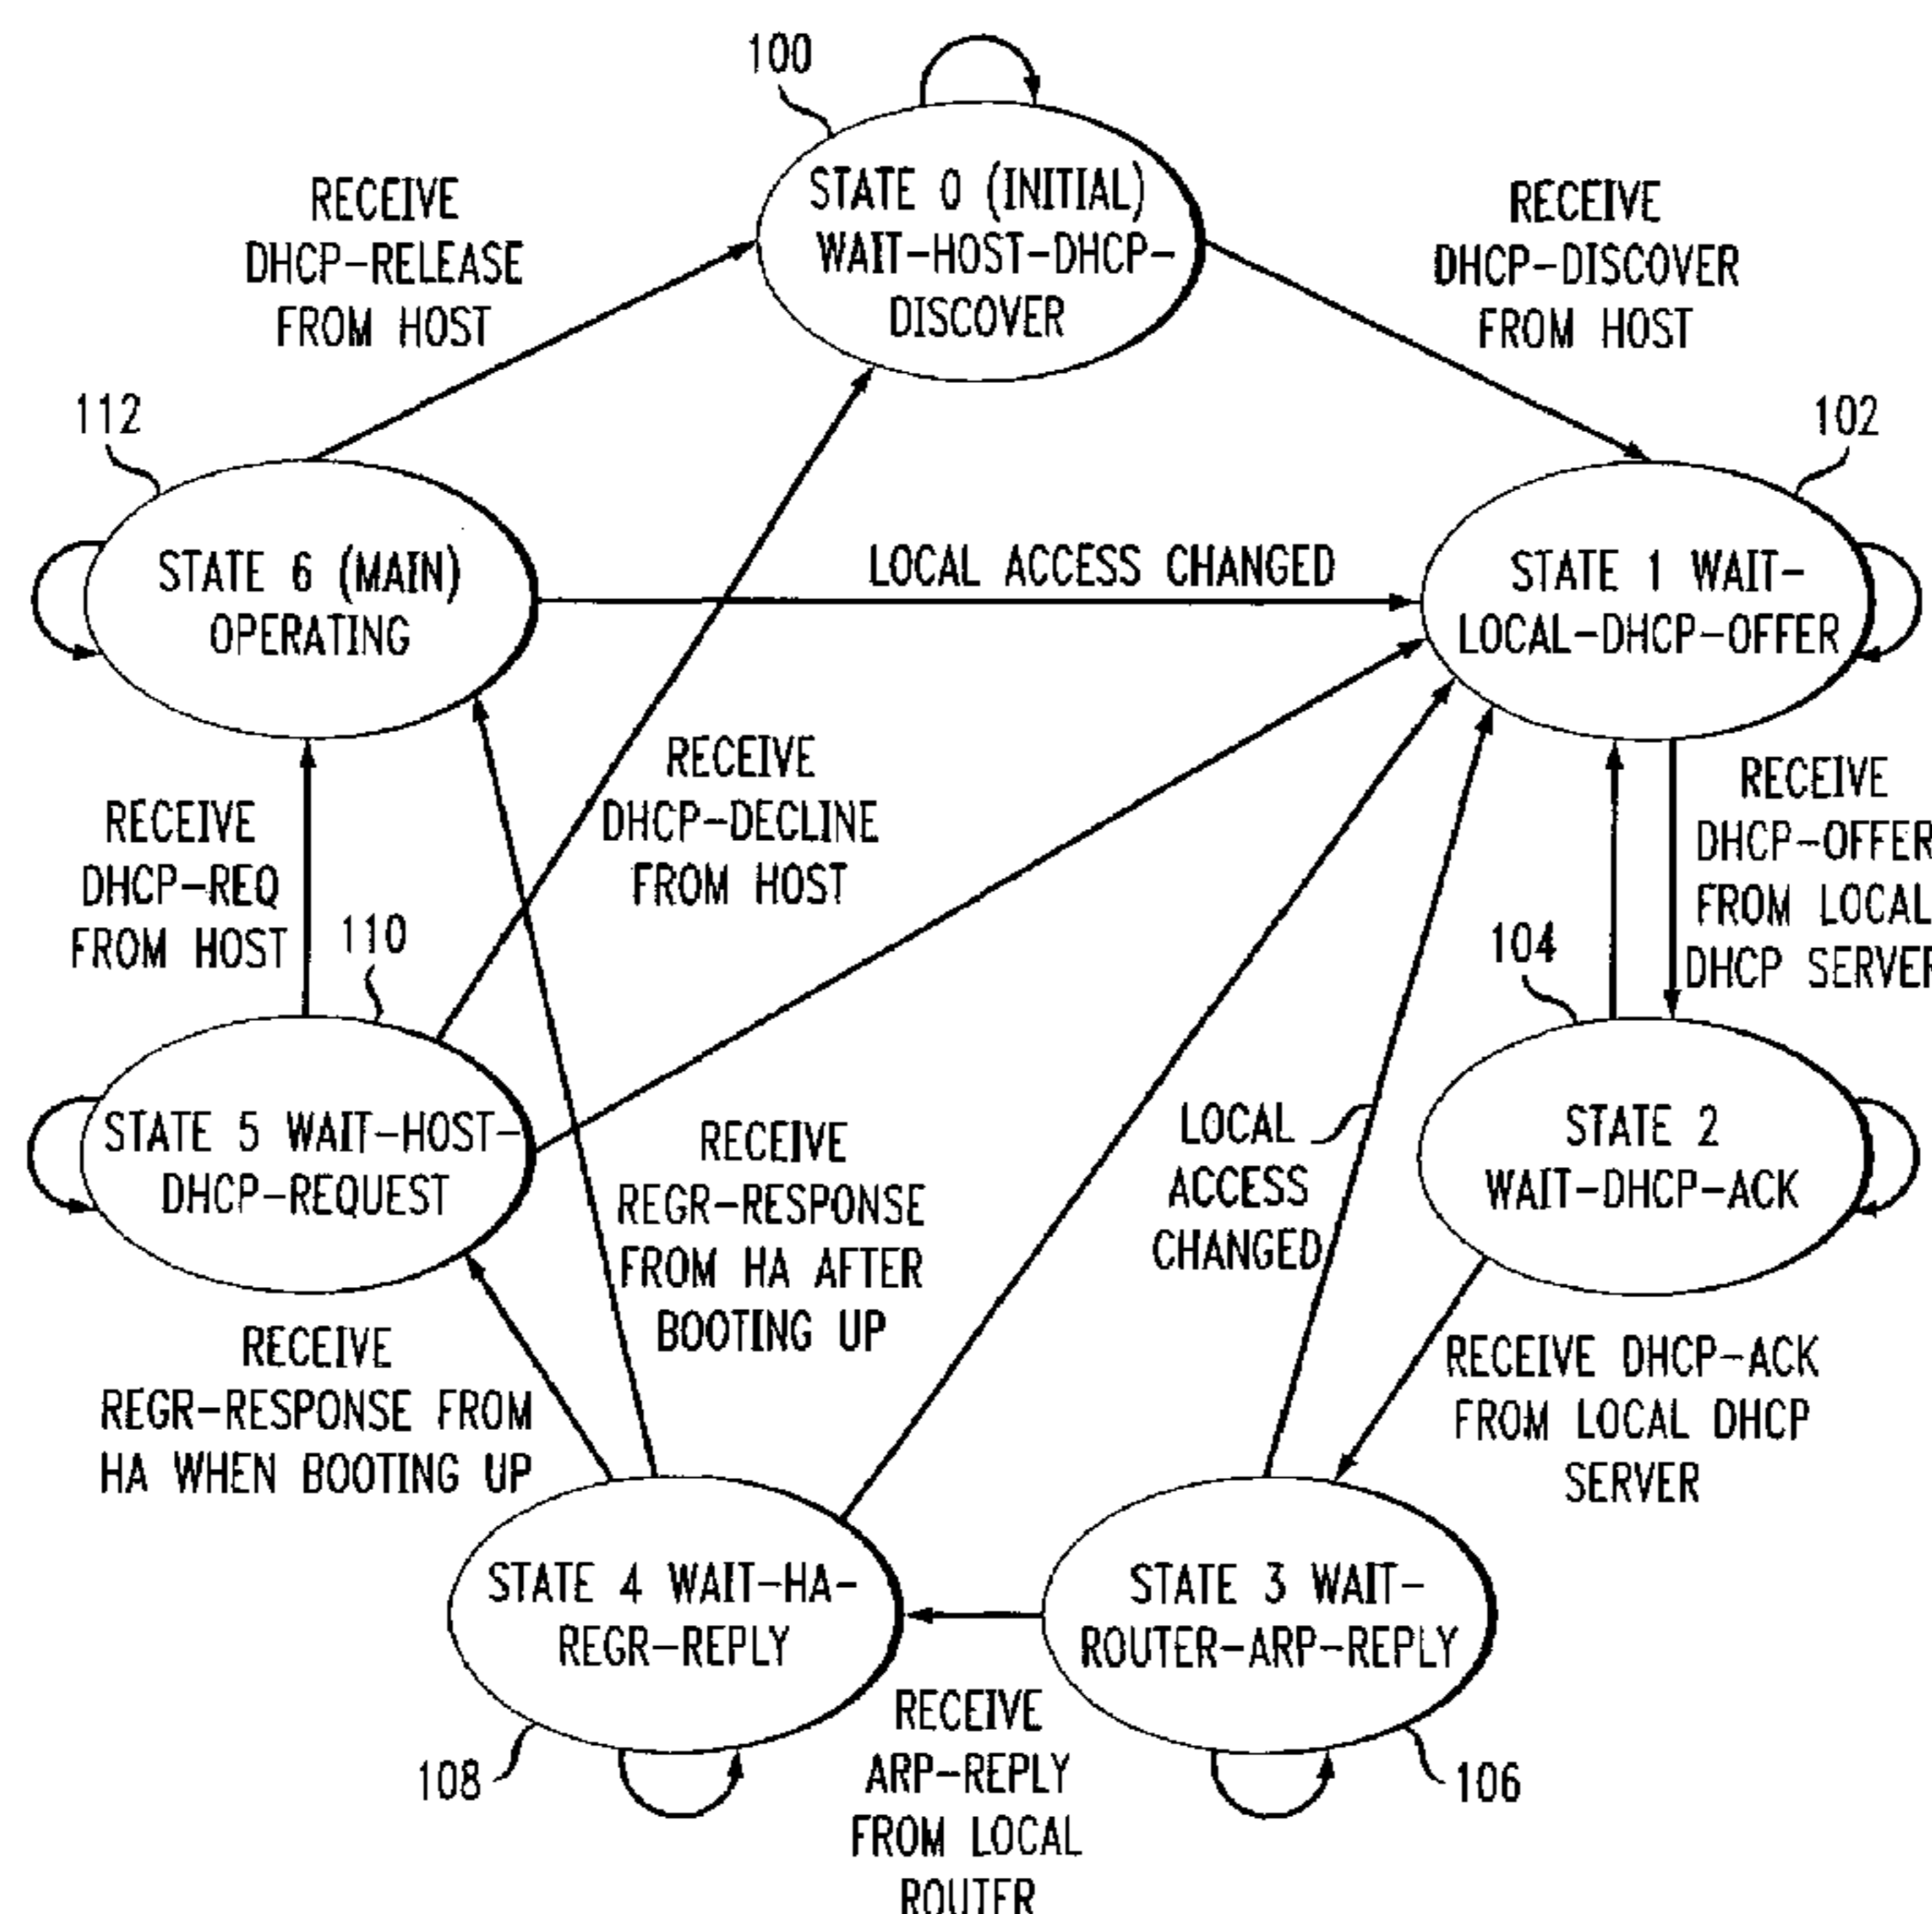 100
STATE 0 (INITIAL)
WAIT-HOST-DHCP-
DISCOVER
RECEIVE
DHCP-RELEASE
FROM HOST
RECEIVE
DHCP-DISCOVER
FROM HOST
112
STATE 6 (MAIN)
OPERATING
LOCAL ACCESS CHANGED
102
STATE 1 WAIT-
LOCAL-DHCP-OFFER
RECEIVE
DHCP-REQ
FROM HOST
RECEIVE
DHCP-DECLINE
FROM HOST
RECEIVE
DHCP-OFFER
FROM LOCAL
DHCP SERVER
110
STATE 5 WAIT-HOST-
DHCP-REQUEST
RECEIVE
REGR-RESPONSE
FROM HA AFTER
BOOTING UP
LOCAL
ACCESS
CHANGED
104
STATE 2
WAIT-DHCP-ACK
RECEIVE
REGR-RESPONSE FROM
HA WHEN BOOTING UP
RECEIVE DHCP-ACK
FROM LOCAL DHCP
SERVER
STATE 4 WAIT-HA-
REGR-REPLY
108
STATE 3 WAIT-
ROUTER-ARP-REPLY
106
RECEIVE
ARP-REPLY
FROM LOCAL
ROUTER